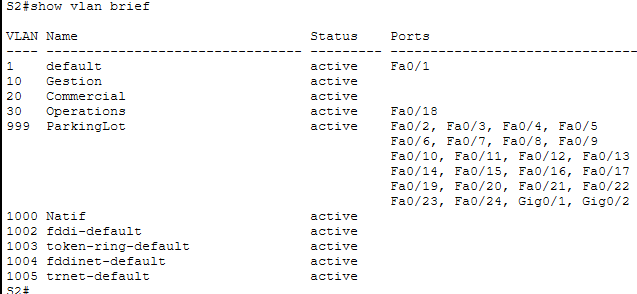 S2#show vlan brief
VLAN Name                             Status    Ports
---- -------------------------------- --------- -------------------------------
1    default                          active    Fa0/1
10   Gestion                          active
20   Commercial                       active
30   Operations                       active    Fa0/18
999  ParkingLot                       active    Fa0/2, Fa0/3, Fa0/4, Fa0/5
                                                Fa0/6, Fa0/7, Fa0/8, Fa0/9
                                                Fa0/10, Fa0/11, Fa0/12, Fa0/13
                                                Fa0/14, Fa0/15, Fa0/16, Fa0/17
                                                Fa0/19, Fa0/20, Fa0/21, Fa0/22
                                                Fa0/23, Fa0/24, Gig0/1, Gig0/2
1000 Natif                            active
1002 fddi-default                     active
1003 token-ring-default               active
1004 fddinet-default                  active
1005 trnet-default                    active
S2#